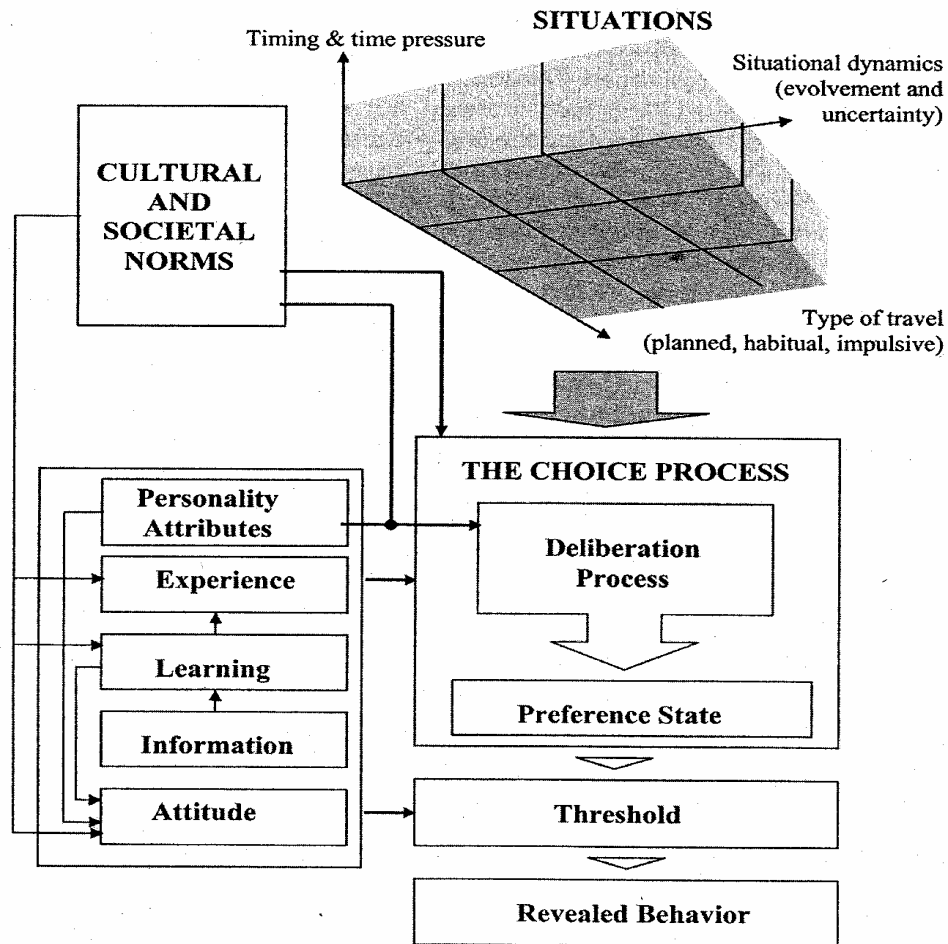 SITUATIONS
Timing & time pressure
Situational dynamics
(evolvement and
uncertainty)
CULTURAL
AND
SOCIETAL
NORMS
Type of travel
(planned, habitual, impulsive)
THE CHOICE PROCESS
Personality
Attributes
Deliberation
Process
Experience
Learning
Preference State
Information
Attitude
Threshold
Revealed Behavior